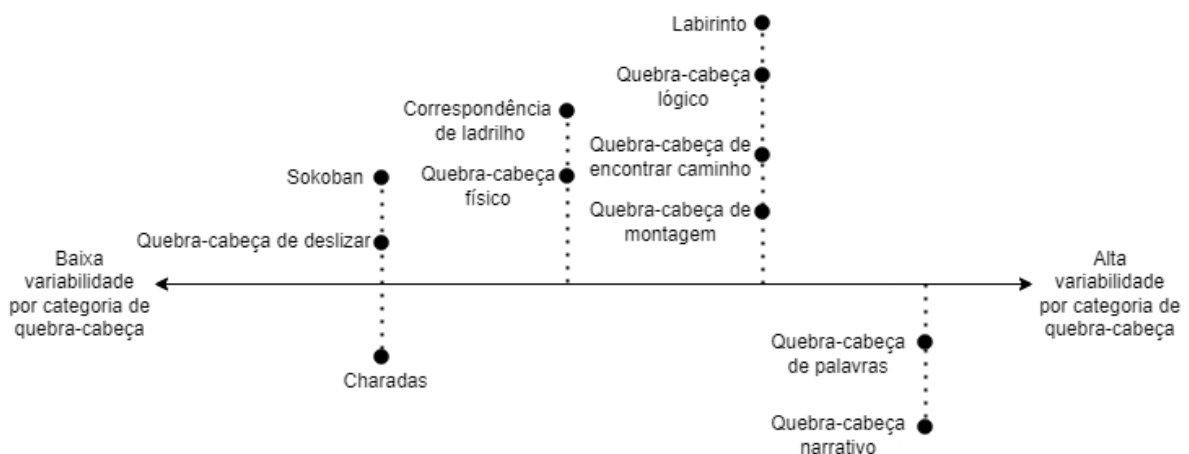 Labirinto
Quebra-cabeça
lógico
Correspondência
de ladrilho
Quebra-cabeça de
encontrar caminho
Sokoban
Quebra-cabeça
físico
Quebra-cabeça de
montagem
Quebra-cabeça de deslizar
Baixa
variabilidade
por categoria de
quebra-cabeça
Alta
variabilidade
por categoria de
quebra-cabeça
Charadas
Quebra-cabeça
de palavras
Quebra-cabeça
narrativo